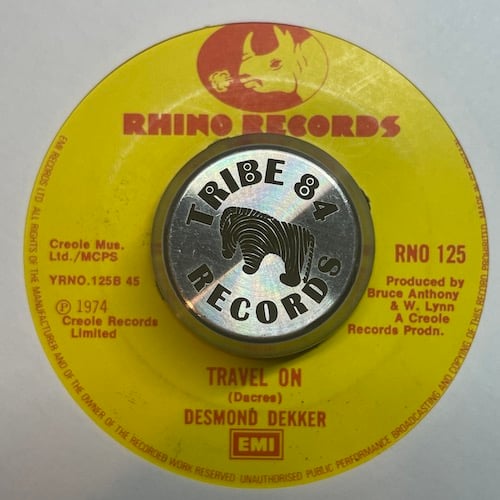 RHINO RECORDS
TRIBE 84
RECORDS
Creole Mus.
Ltd./MCPS
YRNO.125B 45
Ⓟ 1974
Creole Records
Limited
RNO 125
Produced by
Bruce Anthony
& W. Lynn
A Creole
Records Prodn.
TRAVEL ON
(Dacres)
DESMOND DEKKER
EMI
EMI RECORDS LTD ALL RIGHTS OF THE MANUFACTURER AND OF THE OWNER OF THE RECORDED WORK RESERVED UNAUTHORISED PUBLIC PERFORMANCE BROADCASTING AND COPYING OF THIS RECORD PROHIBITED